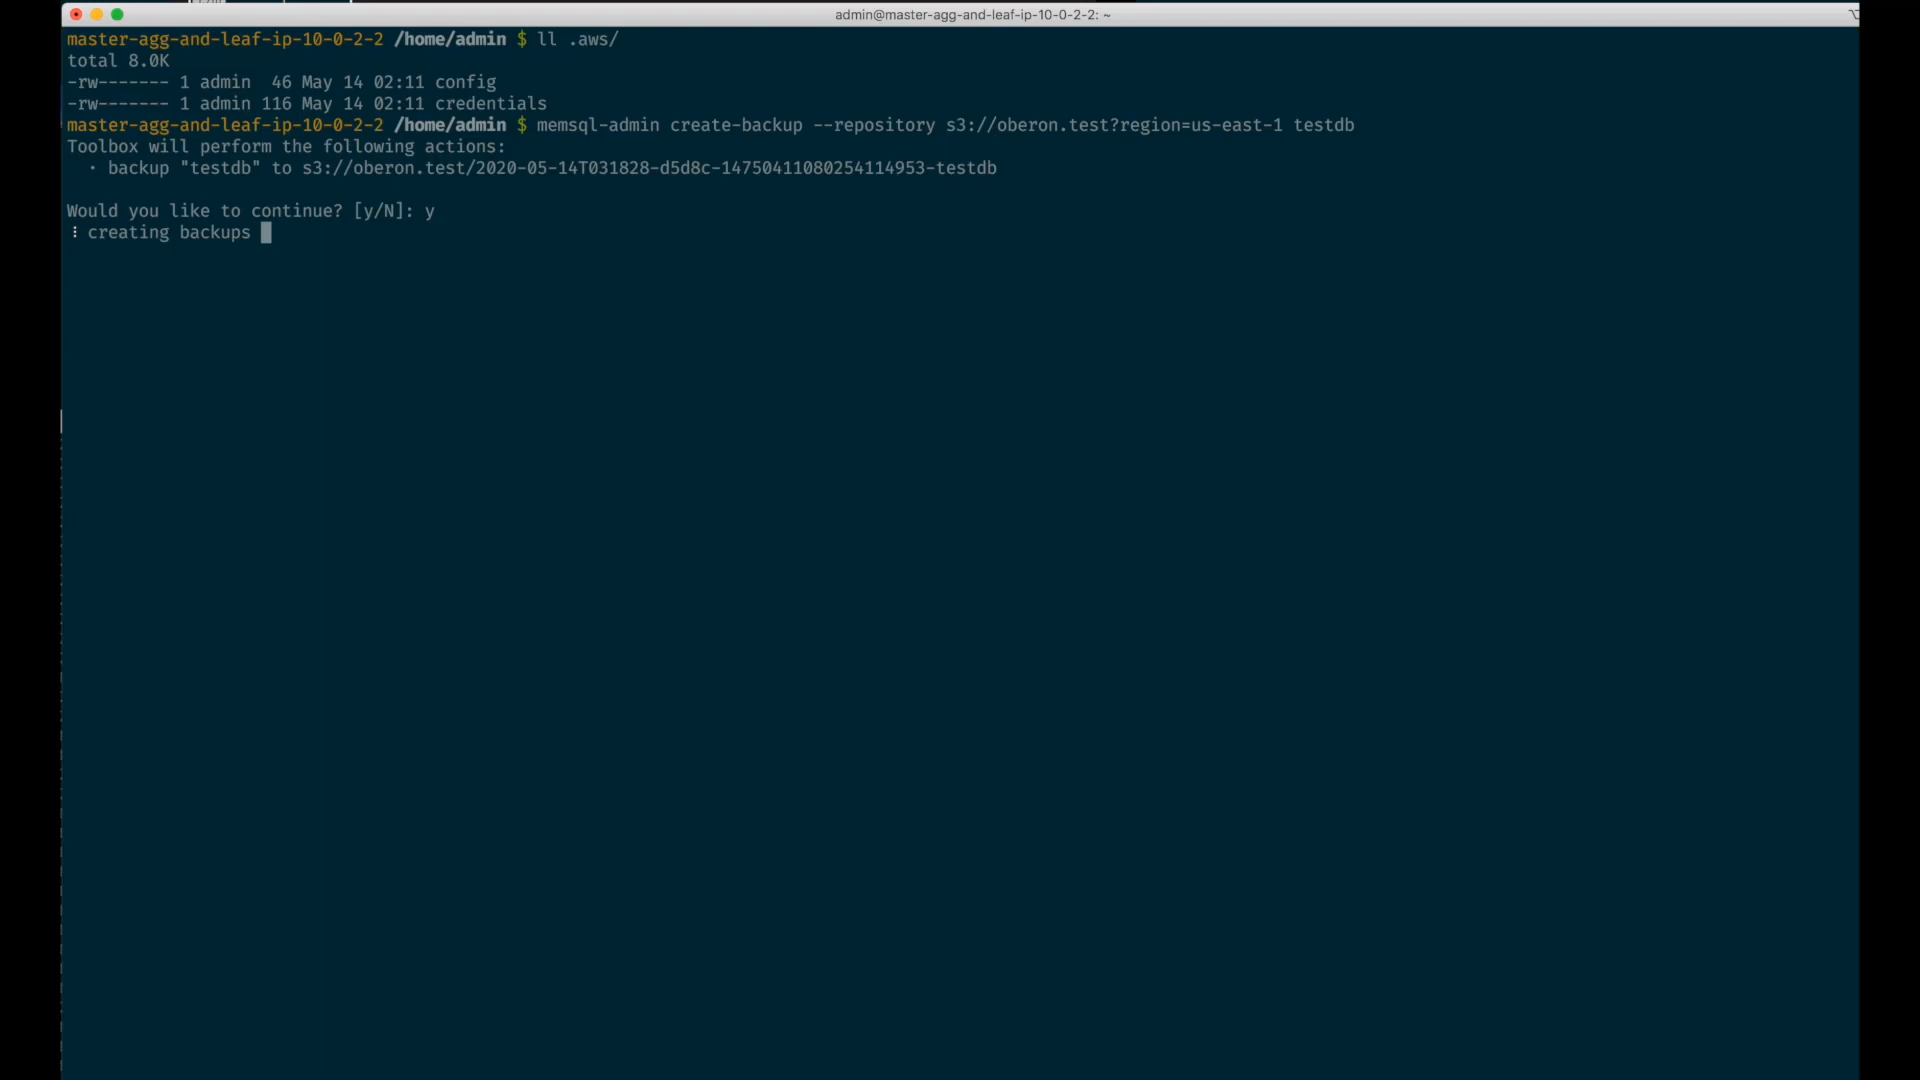 admin@master-agg-and-leaf-ip-10-0-2-2: ~
master-agg-and-leaf-ip-10-0-2-2 /home/admin $ ll .aws/
total 8.0K
-rw------- 1 admin  46 May 14 02:11 config
-rw------- 1 admin 116 May 14 02:11 credentials
master-agg-and-leaf-ip-10-0-2-2 /home/admin $ memsql-admin create-backup --repository s3://oberon.test?region=us-east-1 testdb
Toolbox will perform the following actions:
  · backup "testdb" to s3://oberon.test/2020-05-14T031828-d5d8c-14750411080254114953-testdb
Would you like to continue? [y/N]: y
⠸ creating backups